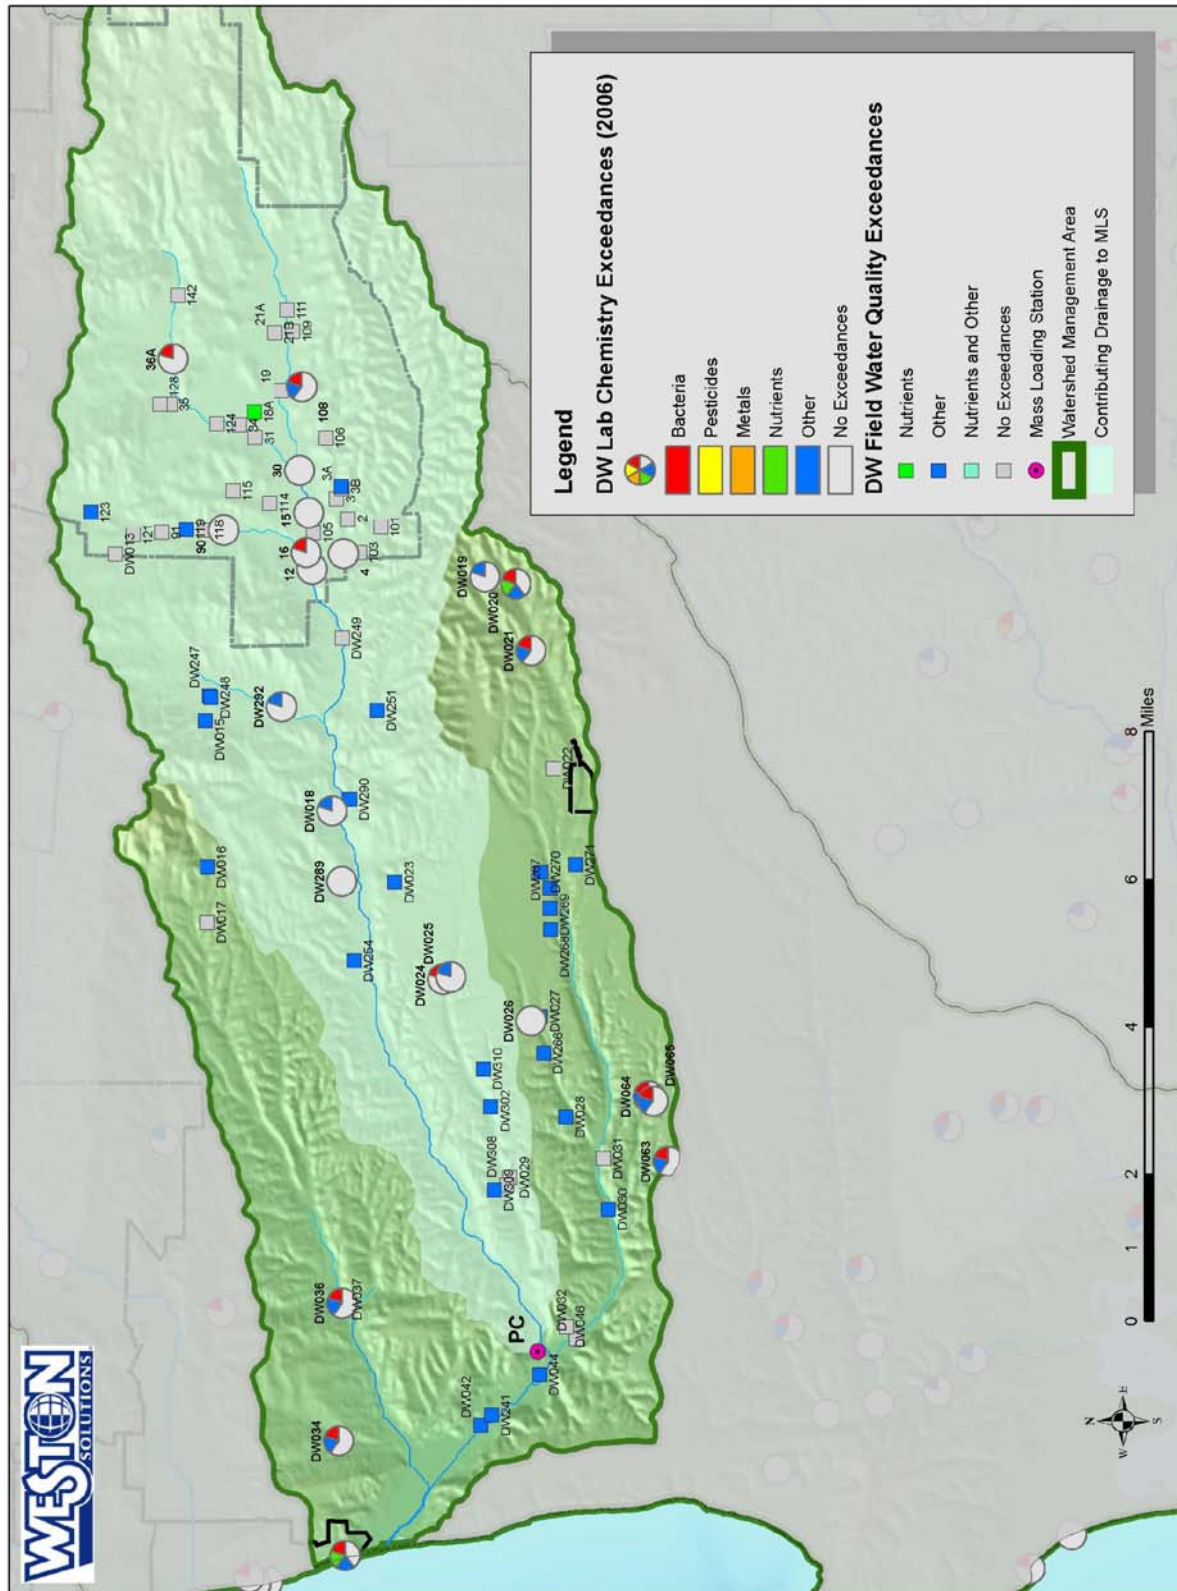 WESTON
SOLUTIONS
Legend
DW Lab Chemistry Exceedances (2006)
Bacteria
Pesticides
Metals
Nutrients
Other
No Exceedances
DW Field Water Quality Exceedances
Nutrients
Other
Nutrients and Other
No Exceedances
Mass Loading Station
Watershed Management Area
Contributing Drainage to MLS
DW034
DW036
DW037
DW042
DW241
DW044
PC
DW032
DW046
DW030
DW031
DW063
DW064
DW065
DW028
DW029
DW309
DW308
DW302
DW310
DW266
DW027
DW026
DW024
DW025
DW254
DW017
DW016
DW289
DW023
DW018
DW290
DW268
DW269
DW270
DW271
DW022
DW015
DW248
DW247
DW292
DW251
DW249
DW021
DW020
DW019
DW013
123
121
91
90
119
118
115
114
105
12
16
15
4
103
101
2
3
3A
3B
30
106
108
31
34
124
18A
19
35
128
36A
142
21A
21B
109
111
0
1
2
4
6
8
Miles
N
W
E
S